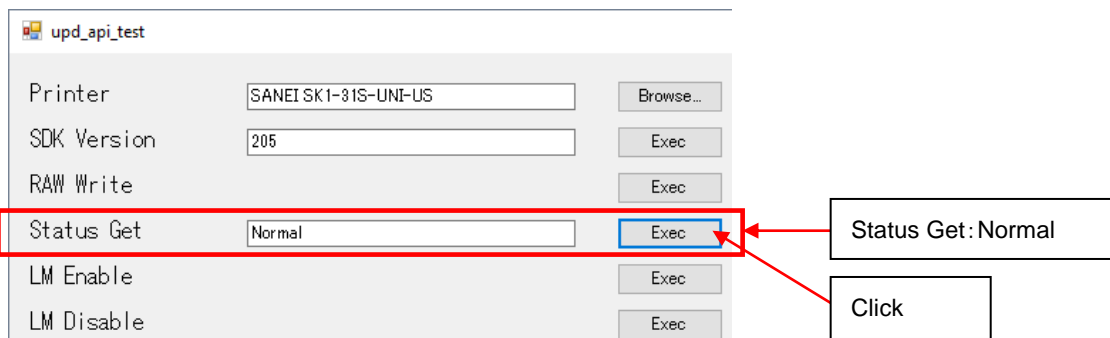 upd_api_test
Printer SANEI SK1-31S-UNI-US Browse...
SDK Version 205 Exec
RAW Write Exec
Status Get Normal Exec Status Get:Normal
LM Enable Exec
Click
LM Disable Exec